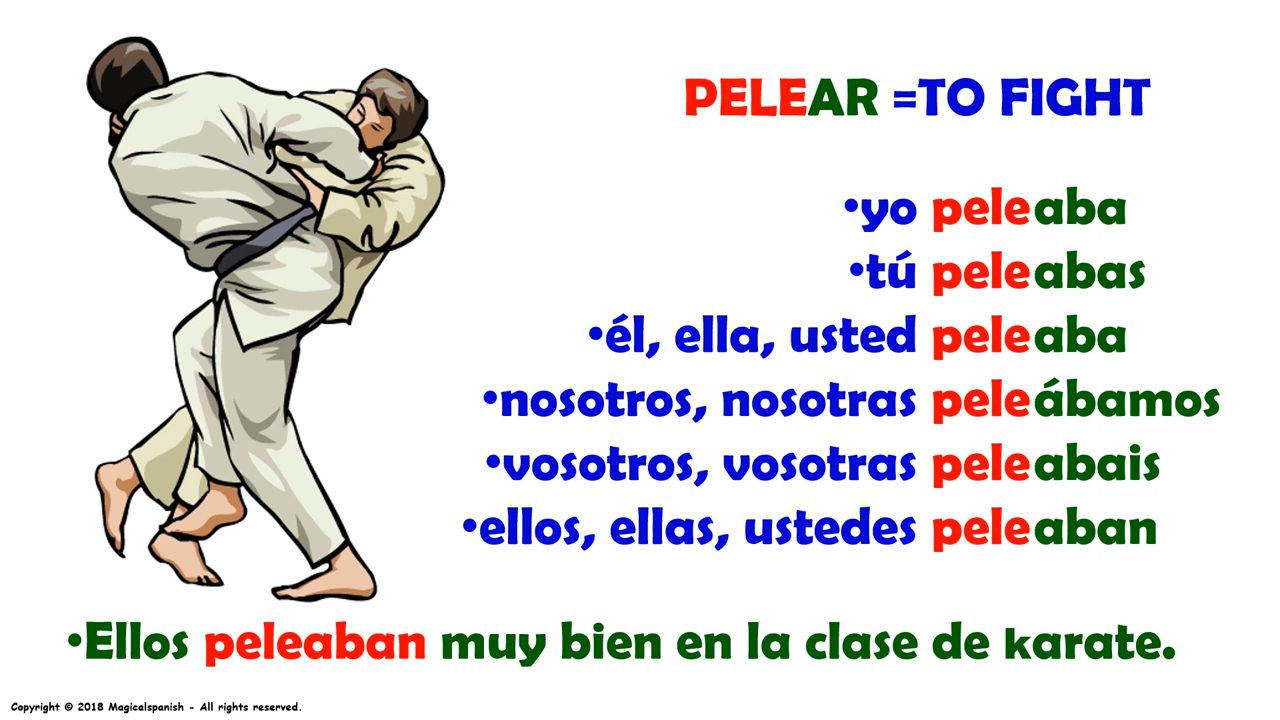 PELEAR =TO FIGHT
•yo peleaba
•tú peleabas
•él, ella, usted peleaba
•nosotros, nosotras peleábamos
•vosotros, vosotras peleabais
•ellos, ellas, ustedes peleaban
•Ellos peleaban muy bien en la clase de karate.
Copyright © 2018 Magicalspanish - All rights reserved.